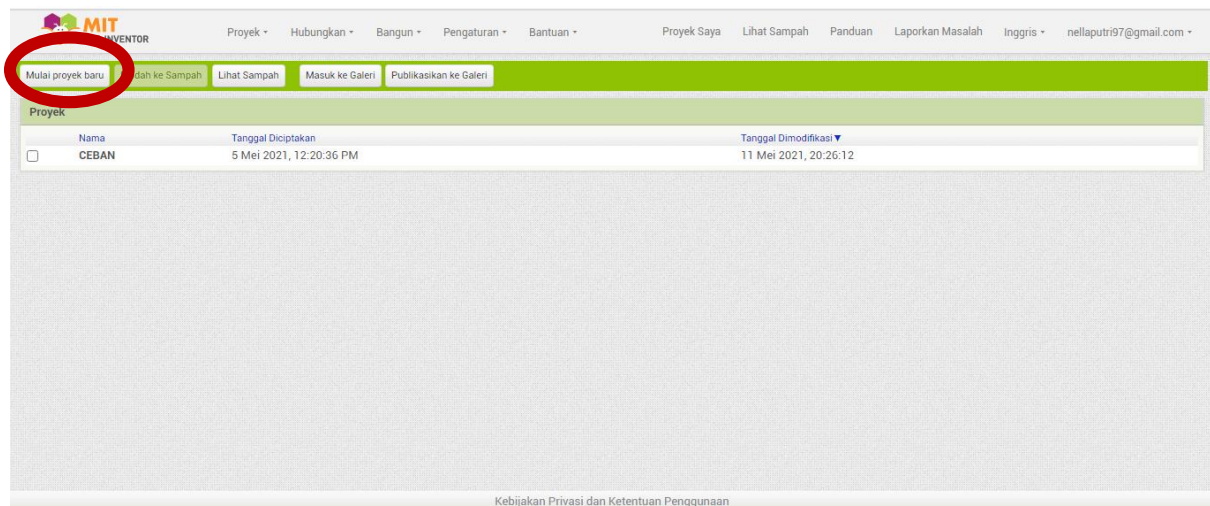 MIT
INVENTOR
Proyek Hubungkan Bangun Pengaturan Bantuan Proyek Saya Lihat Sampah Panduan Laporkan Masalah Inggris nellaputri97@gmail.com
Mulai proyek baru ke Sampah Lihat Sampah Masuk ke Galeri Publikasikan ke Galeri
Proyek
Nama Tanggal Diciptakan Tanggal Dimodifikasi▼
CEBAN 5 Mei 2021, 12:20:36 PM 11 Mei 2021, 20:26:12
Kebijakan Privasi dan Ketentuan Penggunaan